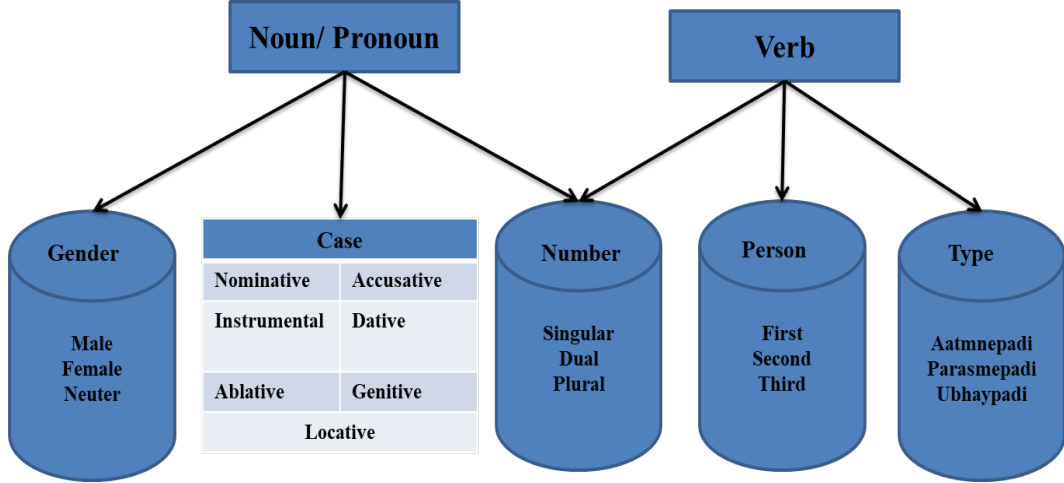 Noun/ Pronoun
Verb
Gender
Male
Female
Neuter
Case
Nominative Accusative
Instrumental Dative
Ablative Genitive
Locative
Number
Singular
Dual
Plural
Person
First
Second
Third
Type
Aatmnepadi
Parasmepadi
Ubhaypadi